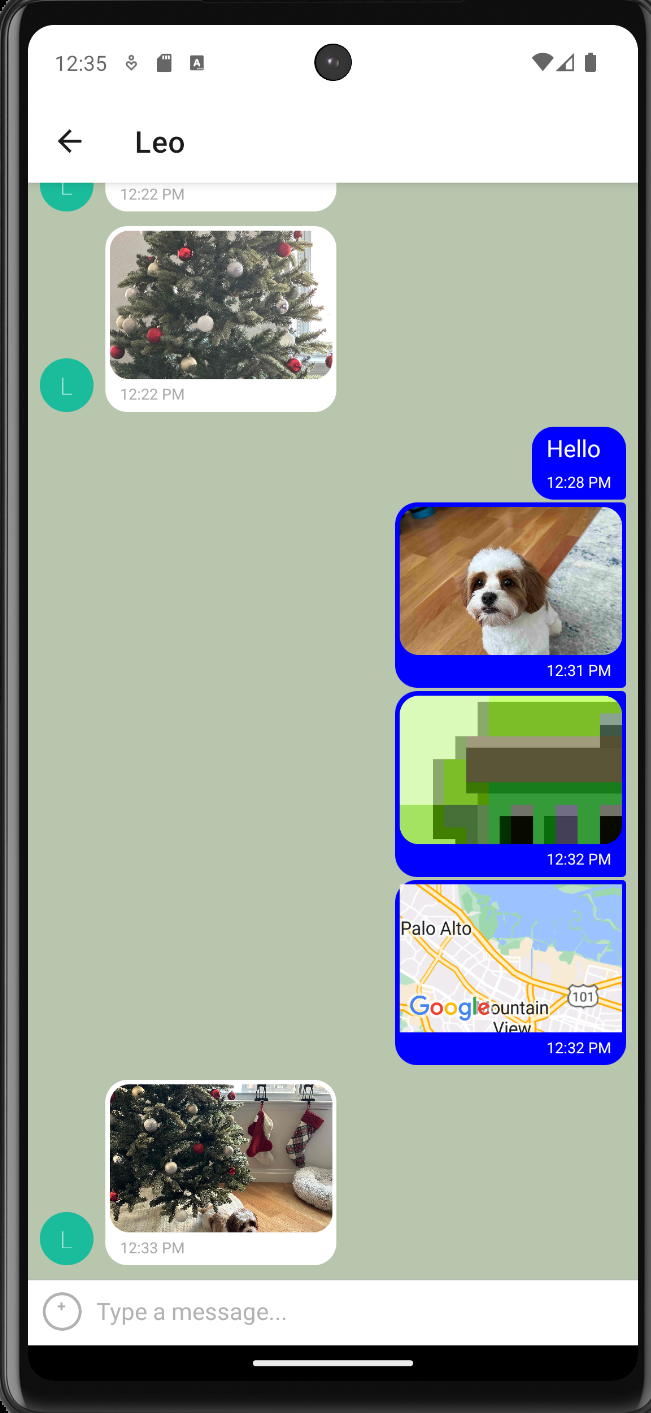 12:35
A
Leo
L
12:22 PM
L
12:22 PM
Hello
12:28 PM
12:31 PM
12:32 PM
Palo Alto
101
Google
ountain
View
12:32 PM
L
12:33 PM
Type a message...